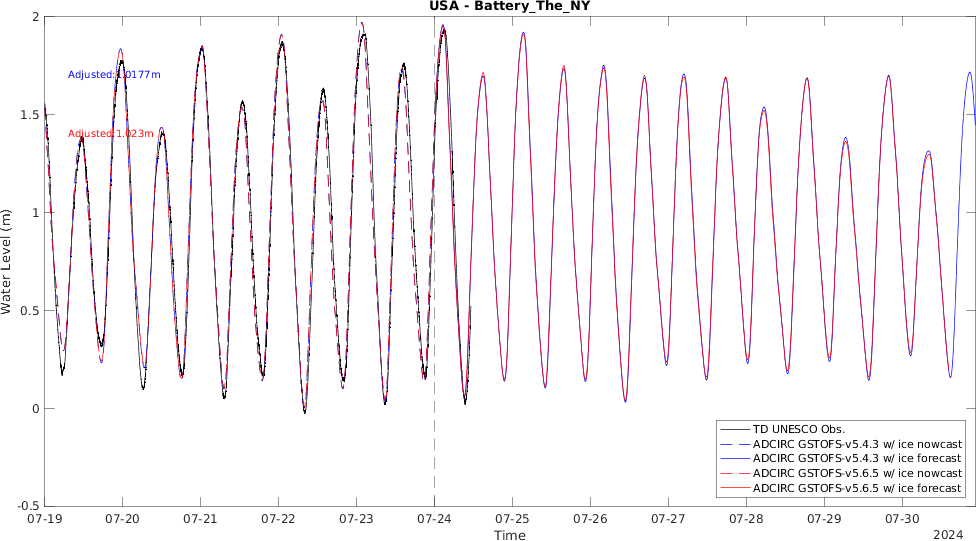 USA - Battery_The_NY
2
Adjusted:1.0177m
1.5
Adjusted:1.023m
1
0.5
0
-0.5
Water Level (m)
TD UNESCO Obs.
ADCIRC GSTOFS-v5.4.3 w/ ice nowcast
ADCIRC GSTOFS-v5.4.3 w/ ice forecast
ADCIRC GSTOFS-v5.6.5 w/ ice nowcast
ADCIRC GSTOFS-v5.6.5 w/ ice forecast
07-19 07-20 07-21 07-22 07-23 07-24 07-25 07-26 07-27 07-28 07-29 07-30
Time
2024